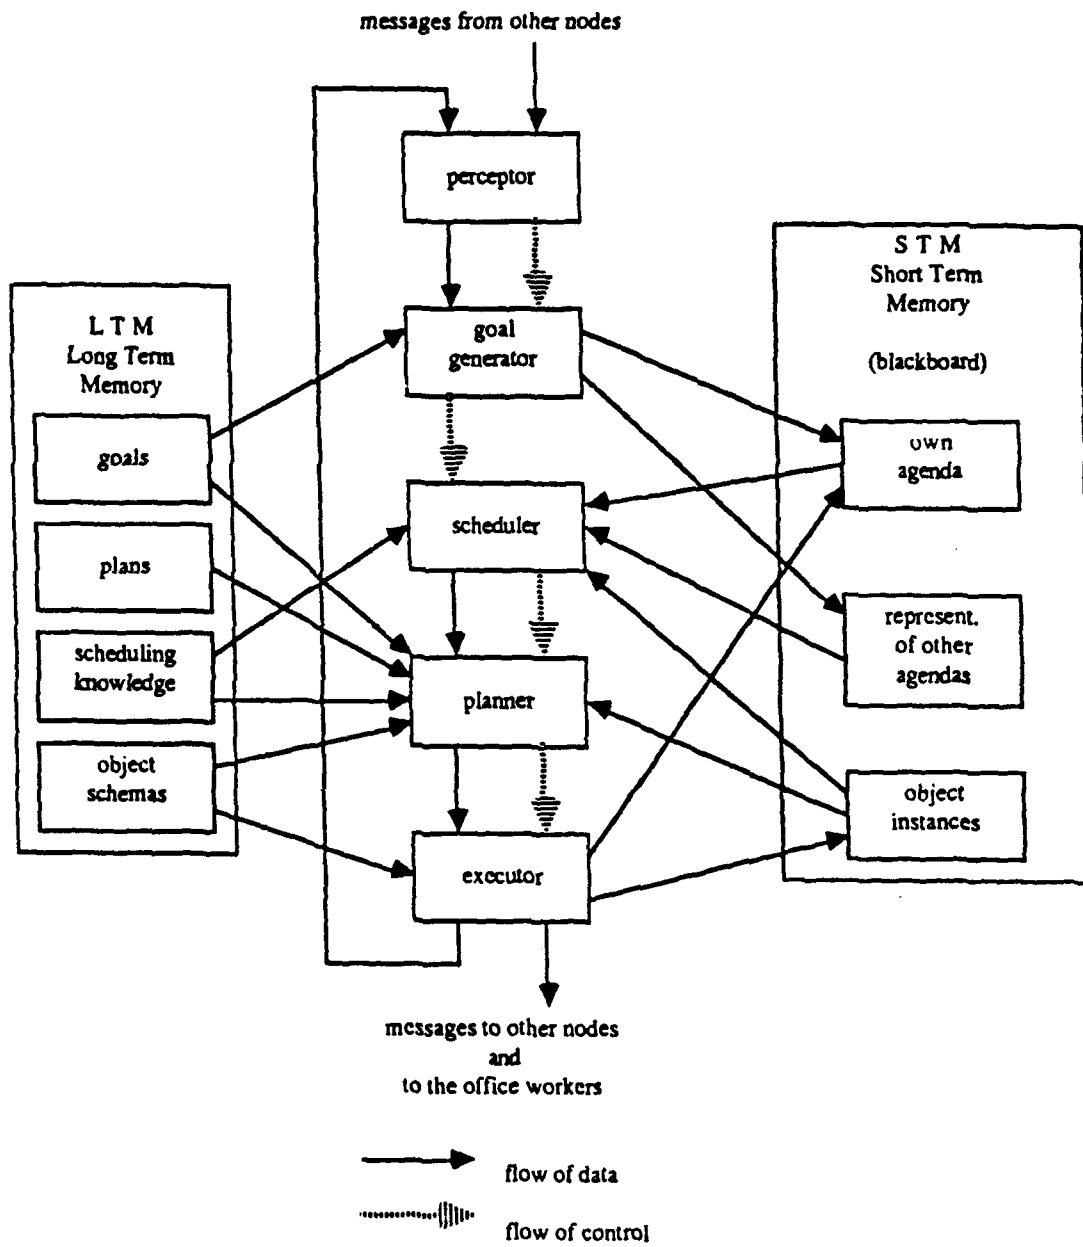 messages from other nodes
perceptor
goal
generator
scheduler
planner
executor
L T M
Long Term
Memory
goals
plans
scheduling
knowledge
object
schemas
S T M
Short Term
Memory
(blackboard)
own
agenda
represent.
of other
agendas
object
instances
messages to other nodes
and
to the office workers
flow of data
flow of control